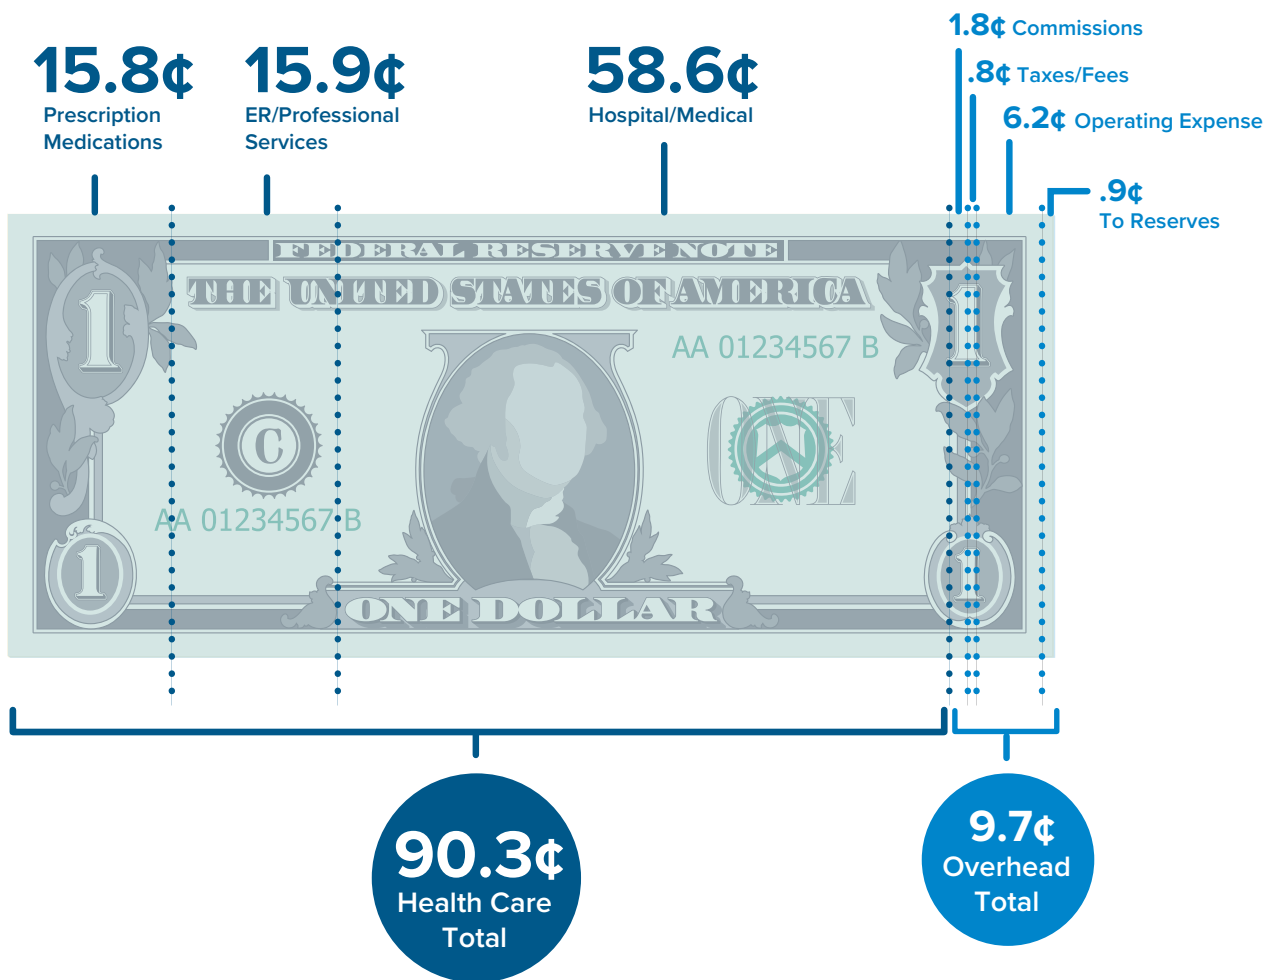 15.8¢
Prescription
Medications
15.9¢
ER/Professional
Services
58.6¢
Hospital/Medical
1.8¢ Commissions
.8¢ Taxes/Fees
6.2¢ Operating Expense
.9¢
To Reserves
FEDERAL RESERVE NOTE
THE UNITED STATES OF AMERICA
1
1
AA 01234567 B
C
ONE
AA 01234567 B
1
1
ONE DOLLAR
90.3¢
Health Care
Total
9.7¢
Overhead
Total